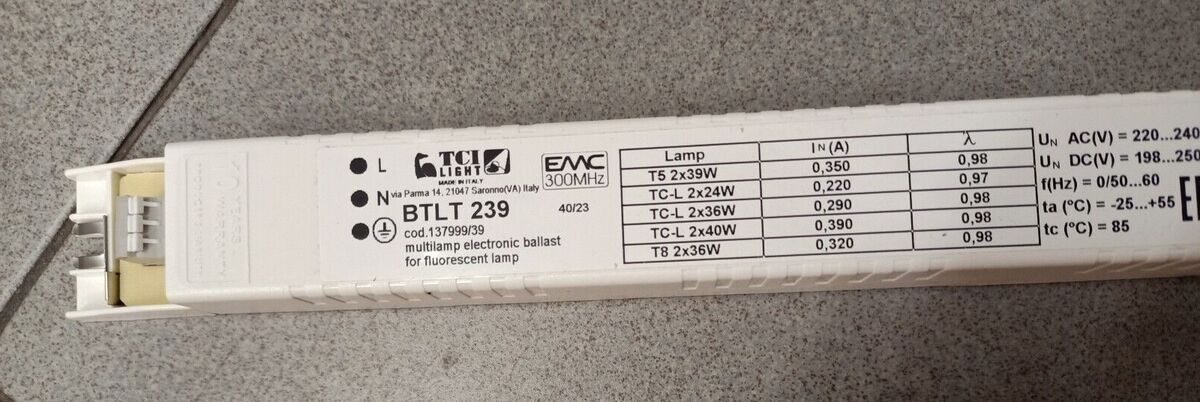 L
N
TCI
LIGHT
MADE IN ITALY
via Parma 14, 21047 Saronno(VA) Italy
BTLT 239
cod.137999/39
multilamp electronic ballast
for fluorescent lamp
EMC
300MHz
40/23
Lamp IN (A) λ
T5 2x39W 0,350 0,98
TC-L 2x24W 0,220 0,97
TC-L 2x36W 0,290 0,98
TC-L 2x40W 0,390 0,98
T8 2x36W 0,320 0,98
UN AC(V) = 220...240
UN DC(V) = 198...250
f(Hz) = 0/50...60
ta (°C) = -25...+55
tc (°C) = 85